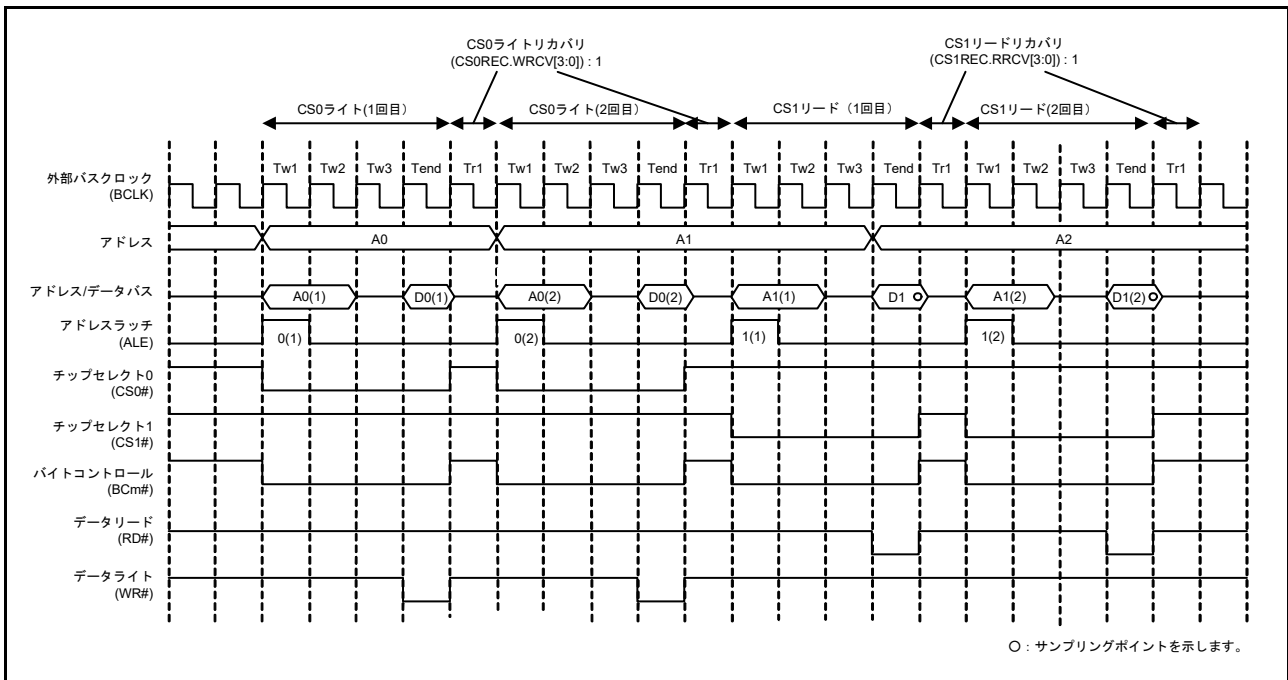 CS0ライトリカバリ
(CS0REC.WRCV[3:0]) : 1
CS1リードリカバリ
(CS1REC.RRCV[3:0]) : 1
CS0ライト(1回目)
CS0ライト(2回目)
CS1リード（1回目）
CS1リード(2回目)
Tw1 Tw2 Tw3 Tend Tr1 Tw1 Tw2 Tw3 Tend Tr1 Tw1 Tw2 Tw3 Tend Tr1 Tw1 Tw2 Tw3 Tend Tr1
外部バスクロック
(BCLK)
アドレス
A0 A1 A2
アドレス/データバス
A0(1) D0(1) A0(2) D0(2) A1(1) D1 A1(2) D1(2)
アドレスラッチ
(ALE)
0(1) 0(2) 1(1) 1(2)
チップセレクト0
(CS0#)
チップセレクト1
(CS1#)
バイトコントロール
(BCm#)
データリード
(RD#)
データライト
(WR#)
○：サンプリングポイントを示します。